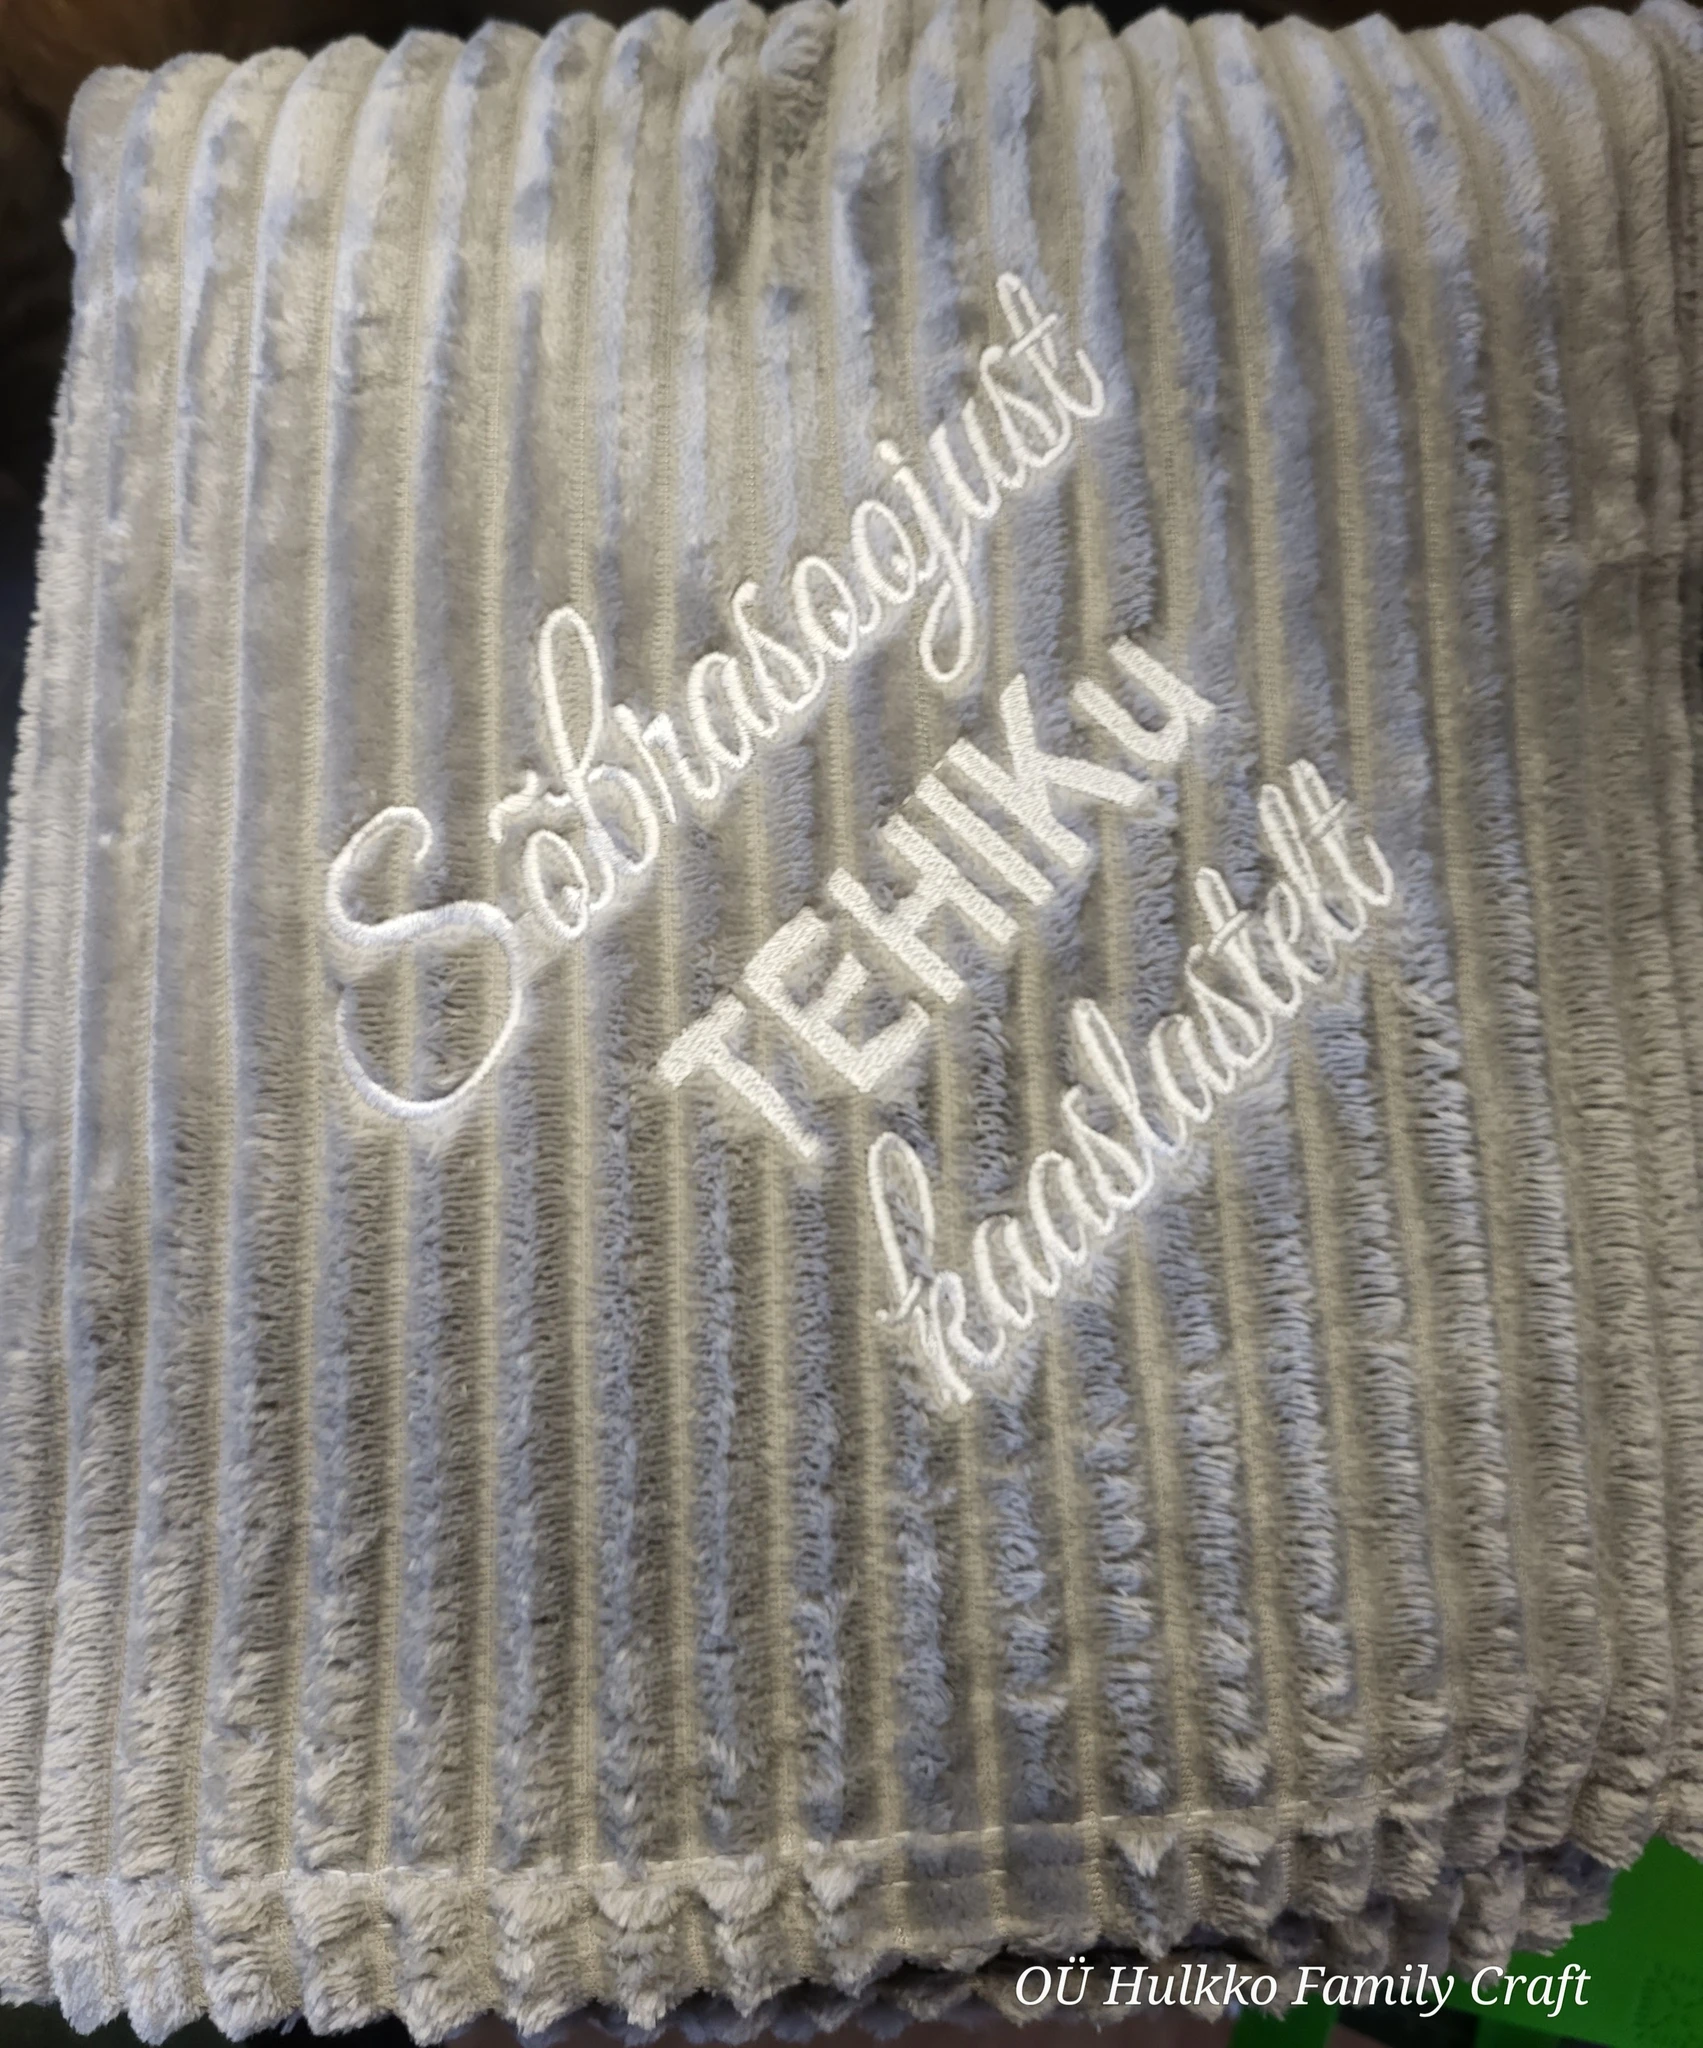 Sõbrasoojust
TEHIKu
kaaslastelt
OÜ Hulkko Family Craft